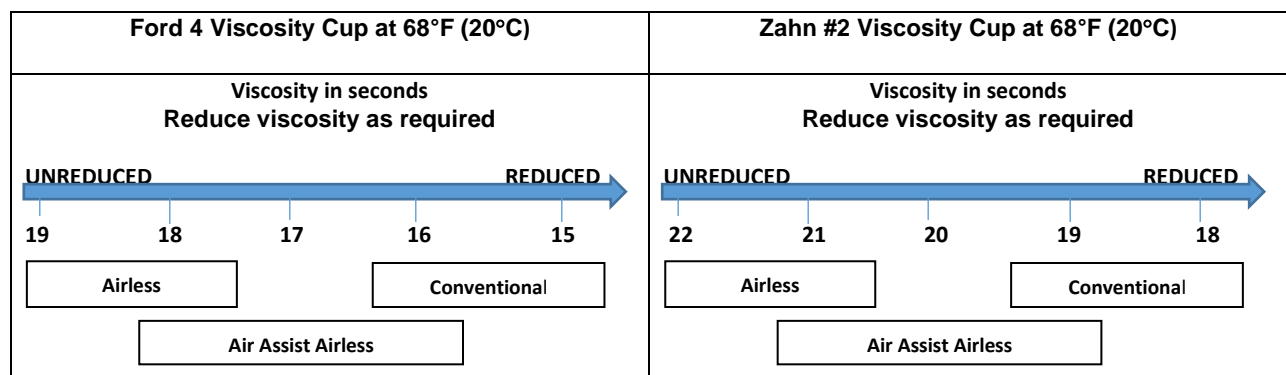 Ford 4 Viscosity Cup at 68°F (20°C)
Viscosity in seconds
Reduce viscosity as required
UNREDUCED REDUCED
19 18 17 16 15
Airless Conventional
Air Assist Airless
Zahn #2 Viscosity Cup at 68°F (20°C)
Viscosity in seconds
Reduce viscosity as required
UNREDUCED REDUCED
22 21 20 19 18
Airless Conventional
Air Assist Airless